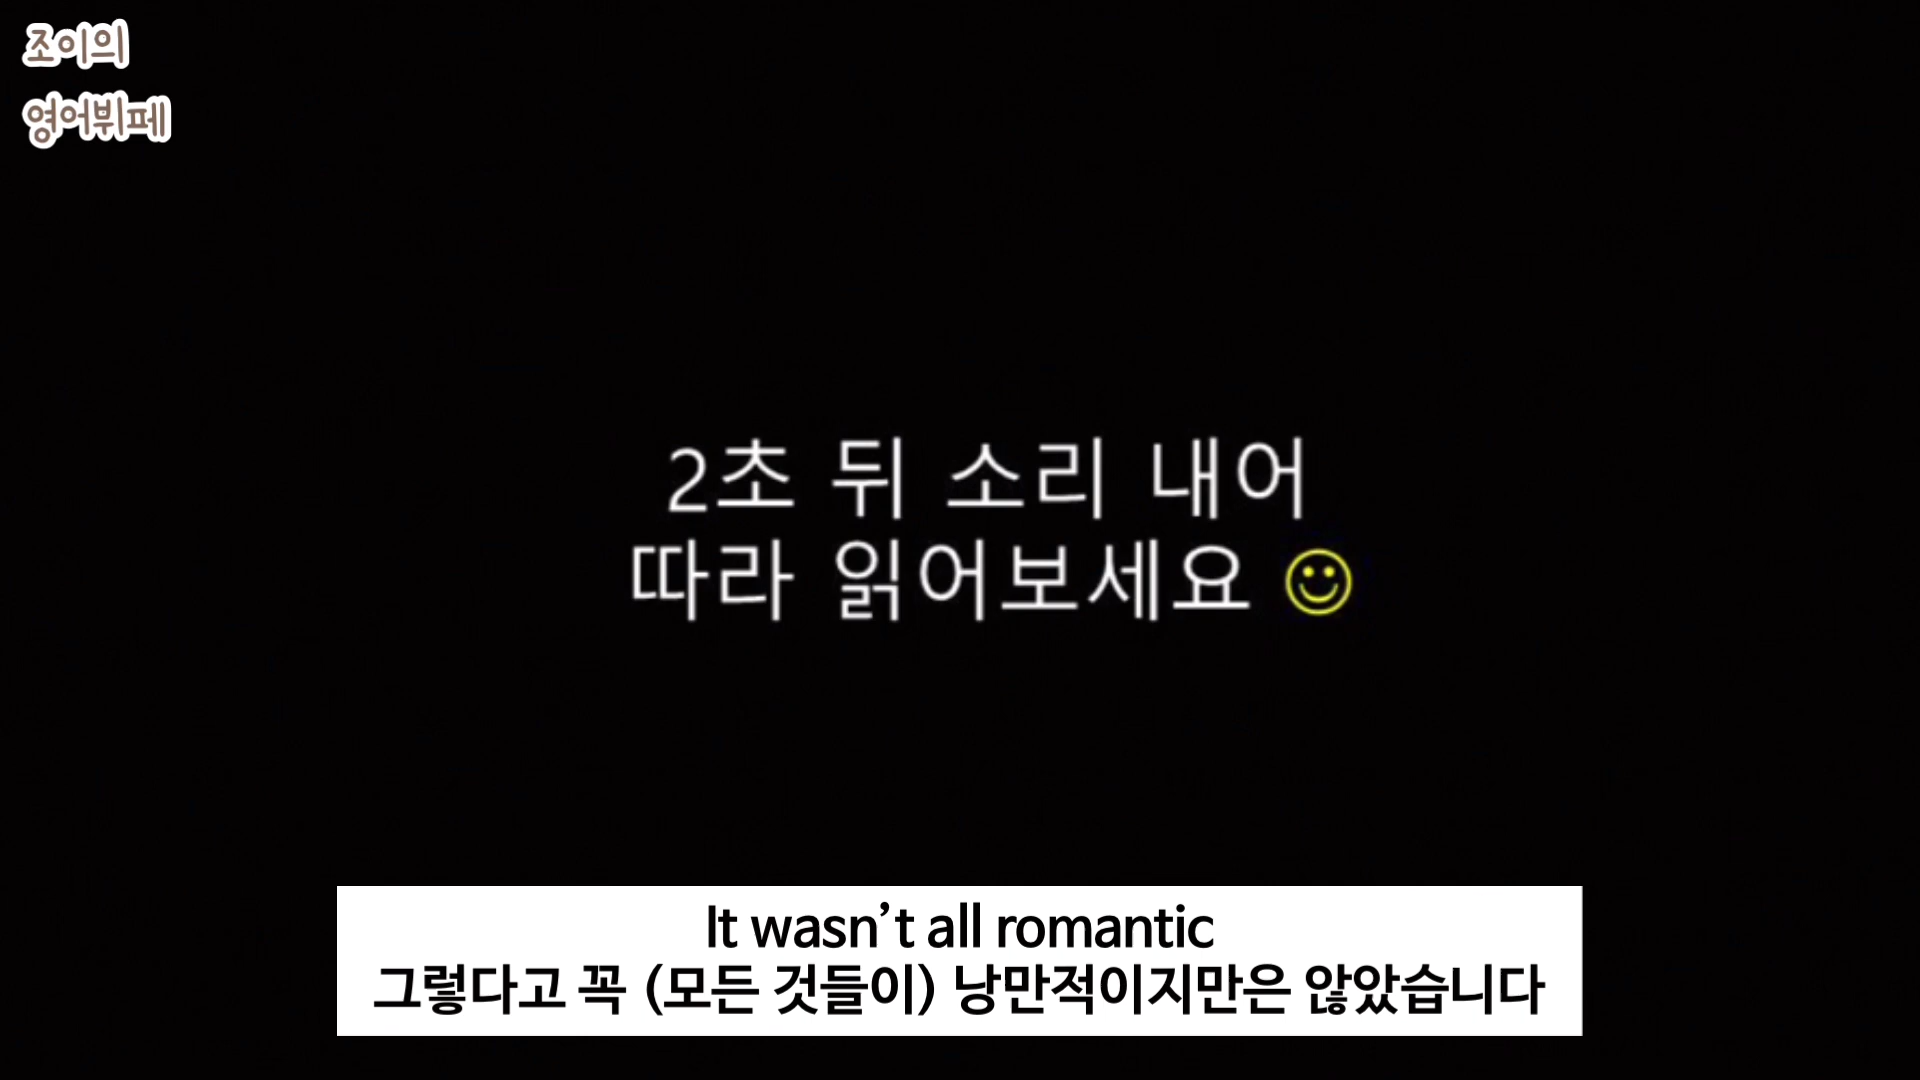 조이의
영어뷔페
2초 뒤 소리 내어
따라 읽어보세요 ☺
It wasn’t all romantic
그렇다고 꼭 (모든 것들이) 낭만적이지만은 않았습니다